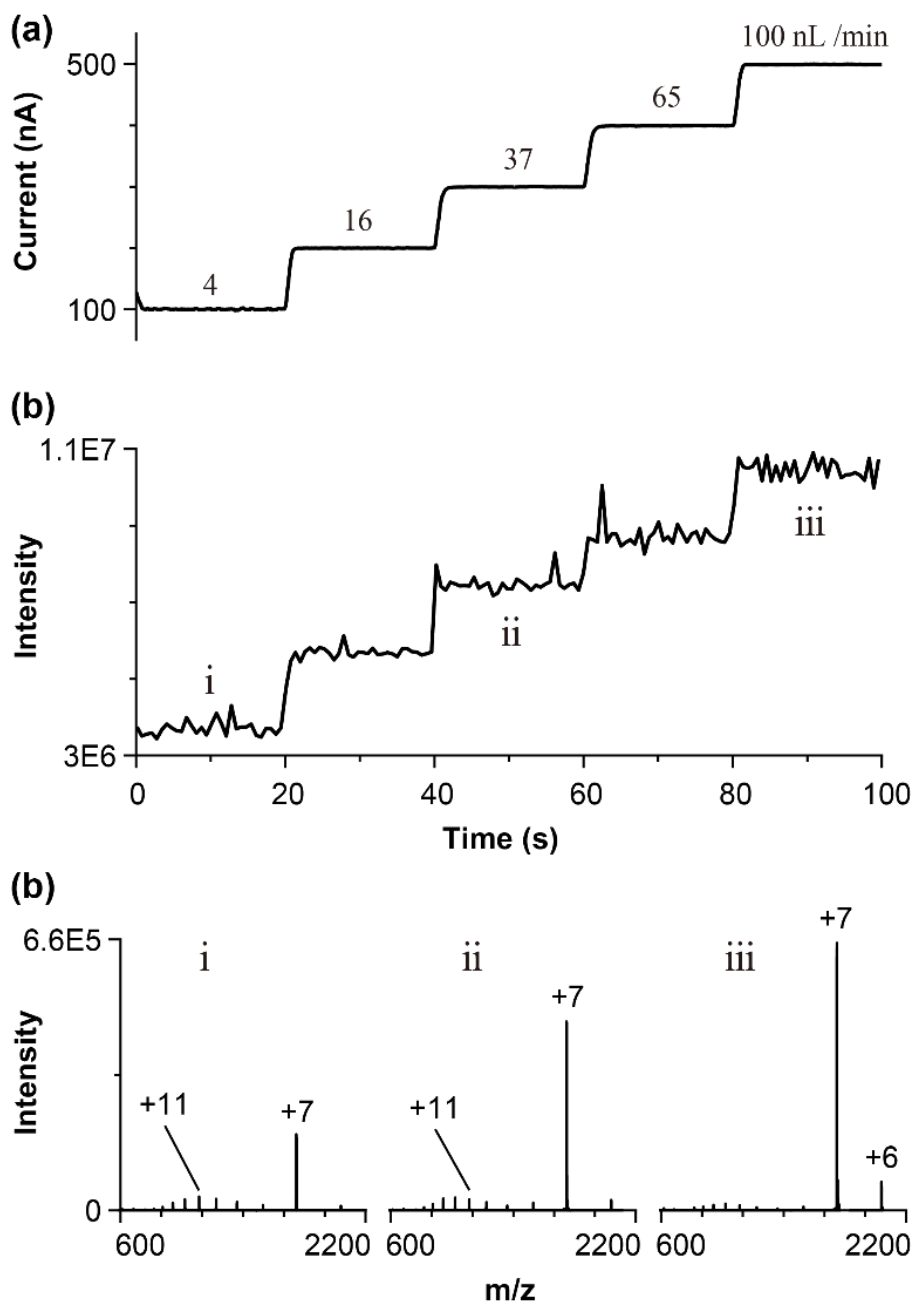 (a)
100 nL /min
500
65
37
16
4
100
Current (nA)
(b)
1.1E7
iii
ii
i
3E6
Intensity
0 20 40 60 80 100
Time (s)
(b)
+7
6.6E5
i ii iii
+7
+11 +7 +11
+6
0
Intensity
600 2200 600 2200 600 2200
m/z